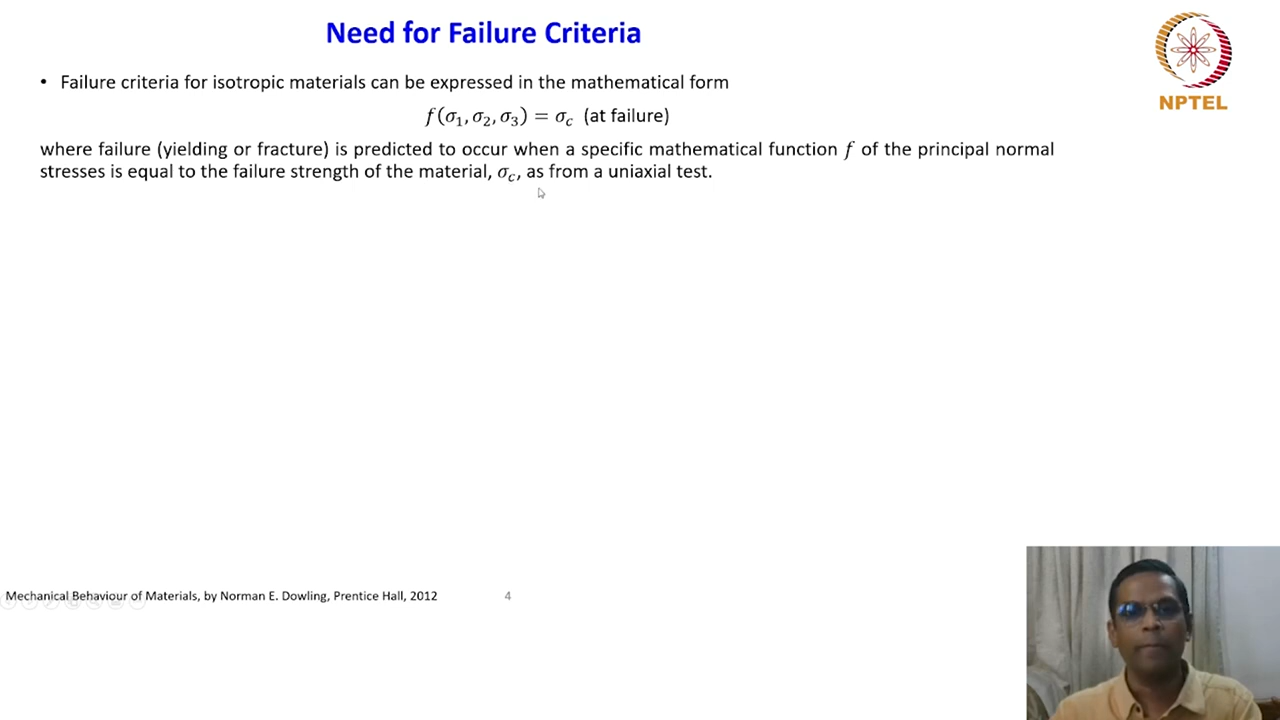 Need for Failure Criteria
NPTEL
• Failure criteria for isotropic materials can be expressed in the mathematical form
f(σ₁, σ₂, σ₃) = σ_c (at failure)
where failure (yielding or fracture) is predicted to occur when a specific mathematical function f of the principal normal
stresses is equal to the failure strength of the material, σ_c, as from a uniaxial test.
Mechanical Behaviour of Materials, by Norman E. Dowling, Prentice Hall, 2012
4